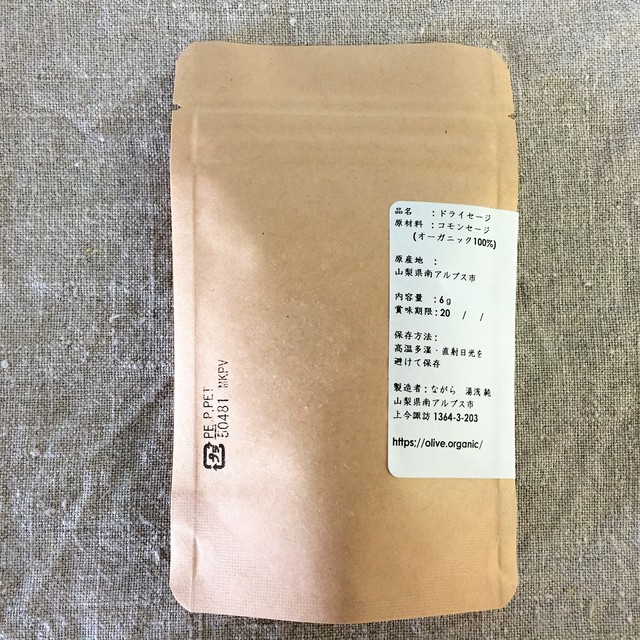 品名　：ドライセージ
原材料：コモンセージ
(オーガニック100%)
原産地　：
山梨県南アルプス市
内容量　：6g
賞味期限：20　/　/
保存方法：
高温多湿・直射日光を
避けて保存
製造者：ながら　湯浅 純
山梨県南アルプス市
上今諏訪 1364-3-203
https://olive.organic/
プラ
PE,P,PET
50481 MKPV